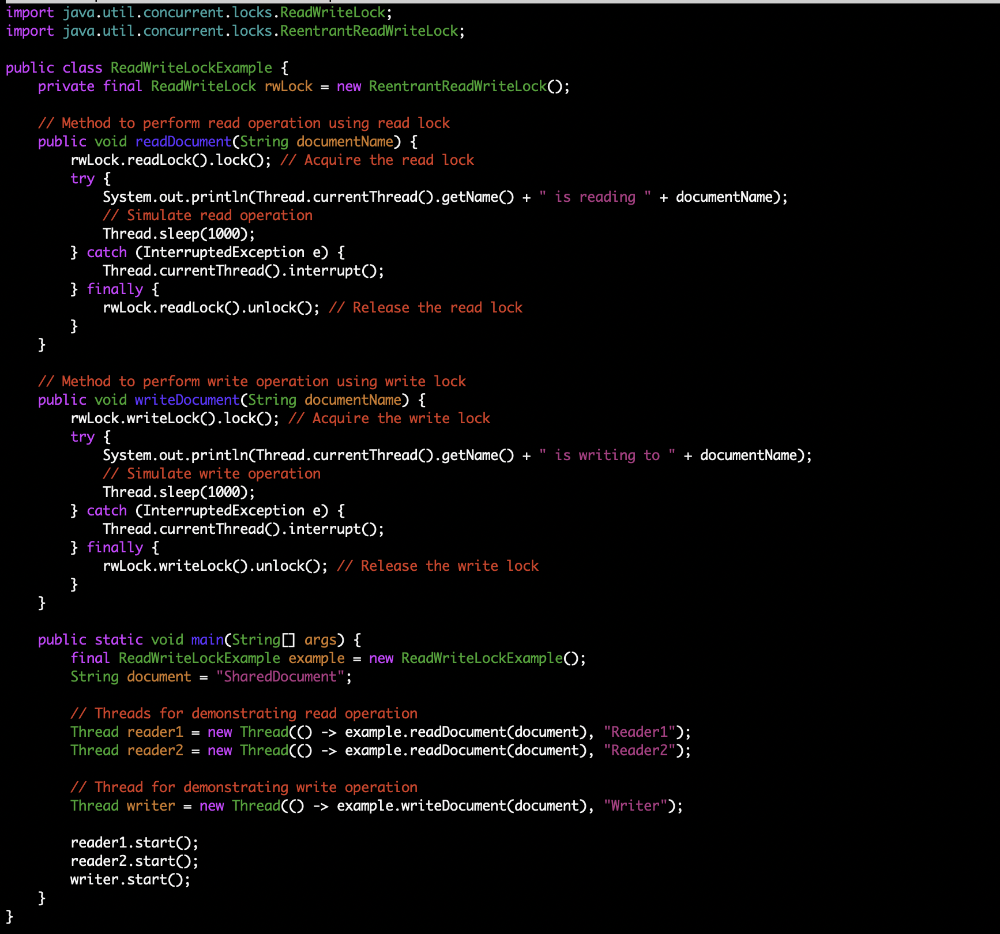 import java.util.concurrent.locks.ReadWriteLock;
import java.util.concurrent.locks.ReentrantReadWriteLock;

public class ReadWriteLockExample {
    private final ReadWriteLock rwLock = new ReentrantReadWriteLock();

    // Method to perform read operation using read lock
    public void readDocument(String documentName) {
        rwLock.readLock().lock(); // Acquire the read lock
        try {
            System.out.println(Thread.currentThread().getName() + " is reading " + documentName);
            // Simulate read operation
            Thread.sleep(1000);
        } catch (InterruptedException e) {
            Thread.currentThread().interrupt();
        } finally {
            rwLock.readLock().unlock(); // Release the read lock
        }
    }

    // Method to perform write operation using write lock
    public void writeDocument(String documentName) {
        rwLock.writeLock().lock(); // Acquire the write lock
        try {
            System.out.println(Thread.currentThread().getName() + " is writing to " + documentName);
            // Simulate write operation
            Thread.sleep(1000);
        } catch (InterruptedException e) {
            Thread.currentThread().interrupt();
        } finally {
            rwLock.writeLock().unlock(); // Release the write lock
        }
    }

    public static void main(String[] args) {
        final ReadWriteLockExample example = new ReadWriteLockExample();
        String document = "SharedDocument";

        // Threads for demonstrating read operation
        Thread reader1 = new Thread(() -> example.readDocument(document), "Reader1");
        Thread reader2 = new Thread(() -> example.readDocument(document), "Reader2");

        // Thread for demonstrating write operation
        Thread writer = new Thread(() -> example.writeDocument(document), "Writer");

        reader1.start();
        reader2.start();
        writer.start();
    }
}